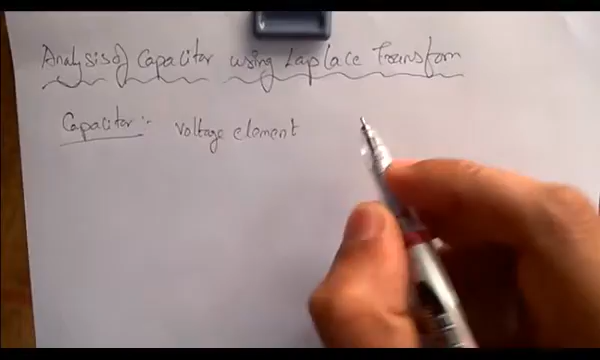 Analysis of Capacitor using Laplace Transform
Capacitor :- Voltage element